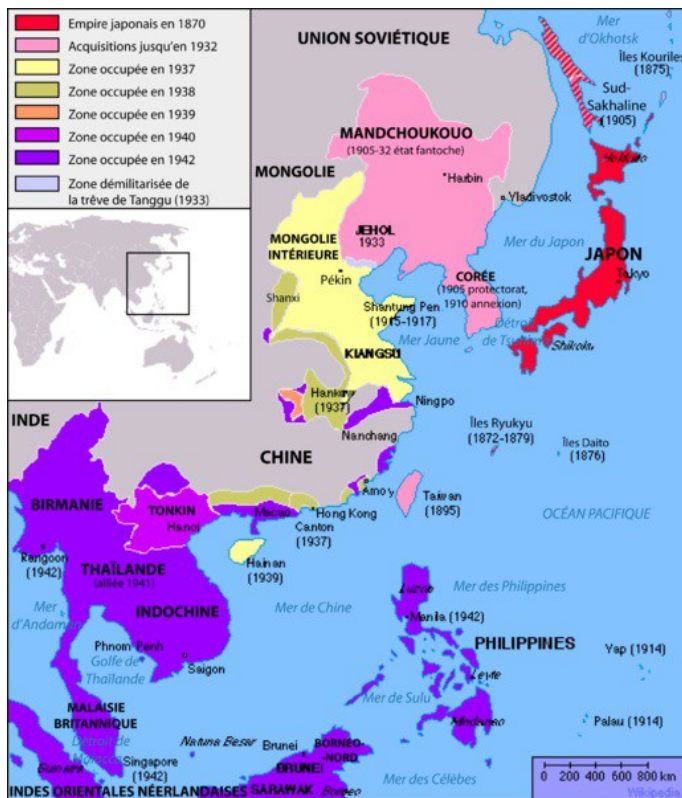 Empire japonais en 1870
Acquisitions jusqu'en 1932
Zone occupée en 1937
Zone occupée en 1938
Zone occupée en 1939
Zone occupée en 1940
Zone occupée en 1942
Zone démilitarisée de
la trêve de Tanggu (1933)
UNION SOVIÉTIQUE
Mer
d'Okhotsk
Îles Kouriles
(1875)
Sud-
Sakhaline
(1905)
MANDCHOUKOUO
(1905-32 état fantoche)
Harbin
Hokkaido
MONGOLIE
Vladivostok
JEHOL
1933
Mer du Japon
JAPON
Tokyo
MONGOLIE
INTÉRIEURE
Pékin
CORÉE
(1905 protectorat,
1910 annexion)
Shanxi
Shantung Pen.
(1915-1917)
Mer Jaune
Détroit
de Tsushima
Shikoku
KIANGSU
Hankow
(1937)
Ningpo
Nanchang
INDE
CHINE
Îles Ryukyu
(1872-1879)
Îles Daito
(1876)
BIRMANIE
TONKIN
Hanoi
Macao
Hong Kong
Canton
(1937)
Amoy
Taiwan
(1895)
OCÉAN PACIFIQUE
Rangoon
(1942)
THAÏLANDE
(alliée 1941)
Hainan
(1939)
INDOCHINE
Mer
d'Andaman
Mer de Chine
Luzon
Mer des Philippines
Manila (1942)
PHILIPPINES
Phnom Penh
Golfe de
Thaïlande
Saigon
Yap (1914)
Leyte
Mer de Sulu
Mindanao
Palau (1914)
MALAISIE
BRITANNIQUE
Détroit de
Natuna Besar
Brunei
BORNEO-
NORD
Singapore
(1942)
Sumatra
BRUNEI
SARAWAK
Borneo
Mer des Célèbes
INDES ORIENTALES NÉERLANDAISES
0 200 400 600 800
km
Wikipedia